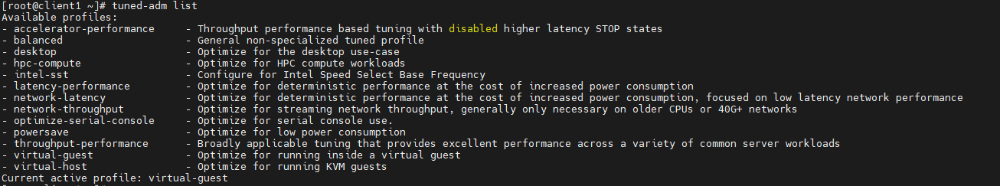 [root@client1 ~]# tuned-adm list
Available profiles:
- accelerator-performance     - Throughput performance based tuning with disabled higher latency STOP states
- balanced                    - General non-specialized tuned profile
- desktop                     - Optimize for the desktop use-case
- hpc-compute                 - Optimize for HPC compute workloads
- intel-sst                   - Configure for Intel Speed Select Base Frequency
- latency-performance         - Optimize for deterministic performance at the cost of increased power consumption
- network-latency             - Optimize for deterministic performance at the cost of increased power consumption, focused on low latency network performance
- network-throughput          - Optimize for streaming network throughput, generally only necessary on older CPUs or 40G+ networks
- optimize-serial-console     - Optimize for serial console use.
- powersave                   - Optimize for low power consumption
- throughput-performance      - Broadly applicable tuning that provides excellent performance across a variety of common server workloads
- virtual-guest               - Optimize for running inside a virtual guest
- virtual-host                - Optimize for running KVM guests
Current active profile: virtual-guest